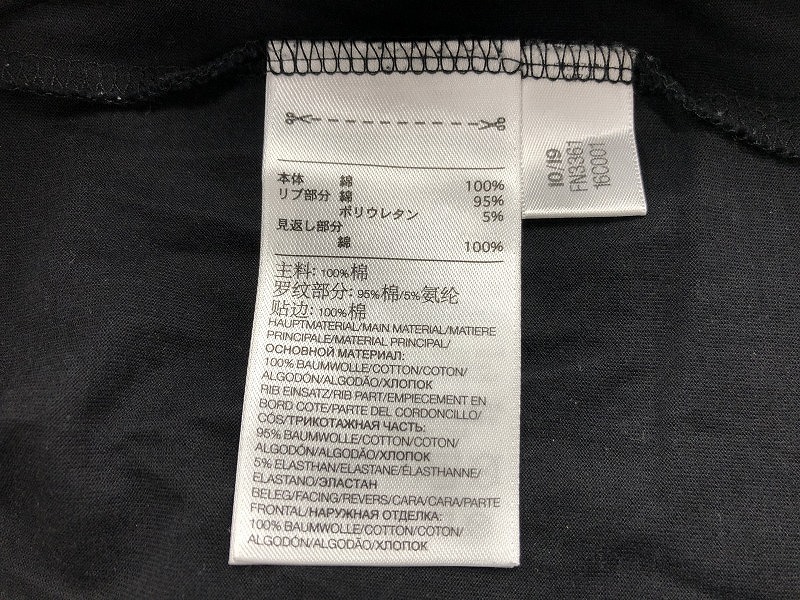 本体 綿 100%
リブ部分 綿 95%
ポリウレタン 5%
見返し部分
綿 100%
主料: 100%棉
罗纹部分: 95%棉/5%氨纶
贴边: 100%棉
HAUPTMATERIAL/MAIN MATERIAL/MATIERE
PRINCIPALE/MATERIAL PRINCIPAL/
ОСНОВНОЙ МАТЕРИАЛ:
100% BAUMWOLLE/COTTON/COTON/
ALGODÓN/ALGODÃO/ХЛОПОК
RIB EINSATZ/RIB PART/EMPIECEMENT EN
BORD COTE/PARTE DEL CORDONCILLO/
CÓS/ТРИКОТАЖНАЯ ЧАСТЬ:
95% BAUMWOLLE/COTTON/COTON/
ALGODÓN/ALGODÃO/ХЛОПОК
5% ELASTHAN/ELASTANE/ÉLASTHANNE/
ELASTANO/ЭЛАСТАН
BELEG/FACING/REVERS/CARA/CARA/PARTE
FRONTAL/НАРУЖНАЯ ОТДЕЛКА:
100% BAUMWOLLE/COTTON/COTON/
ALGODÓN/ALGODÃO/ХЛОПОК
10/19
FN3361
160001